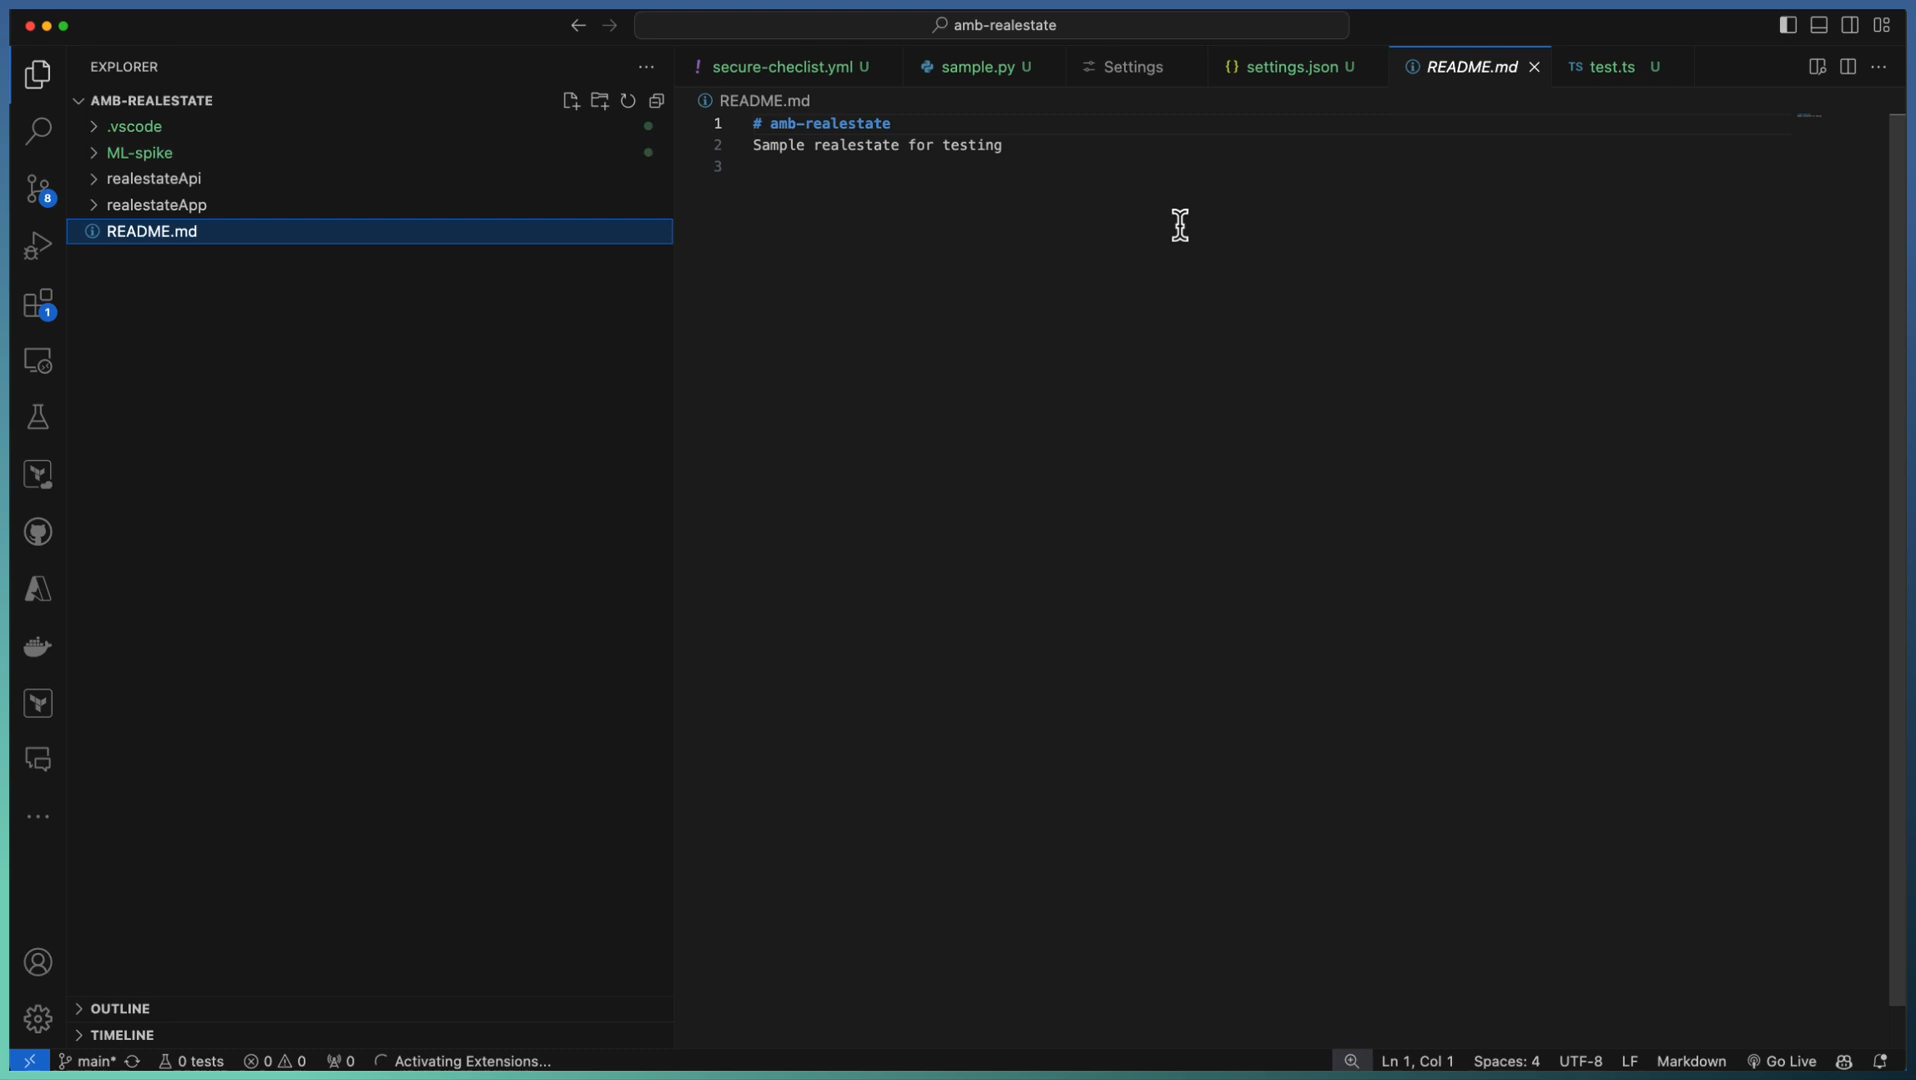 amb-realestate
EXPLORER
AMB-REALESTATE
.vscode
ML-spike
realestateApi
realestateApp
README.md
OUTLINE
TIMELINE
8
1
secure-checlist.yml U
sample.py U
Settings
{} settings.json U
README.md
TS test.ts U
README.md
1 # amb-realestate
2 Sample realestate for testing
3
main* 0 tests 0 0 0 Activating Extensions... Ln 1, Col 1 Spaces: 4 UTF-8 LF Markdown Go Live